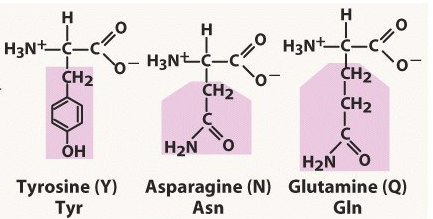 H
H3N+ C C O
O−
CH2
OH
Tyrosine (Y)
Tyr
H
H3N+ C C O
O−
CH2
C
H2N O
Asparagine (N)
Asn
H
H3N+ C C O
O−
CH2
CH2
C
H2N O
Glutamine (Q)
Gln